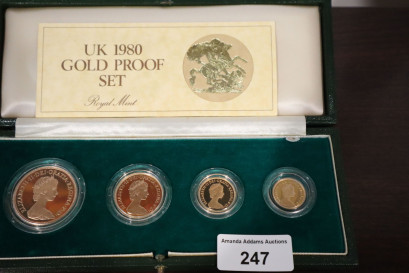 UK 1980
GOLD PROOF
SET
Royal Mint
Amanda Addams Auctions
247